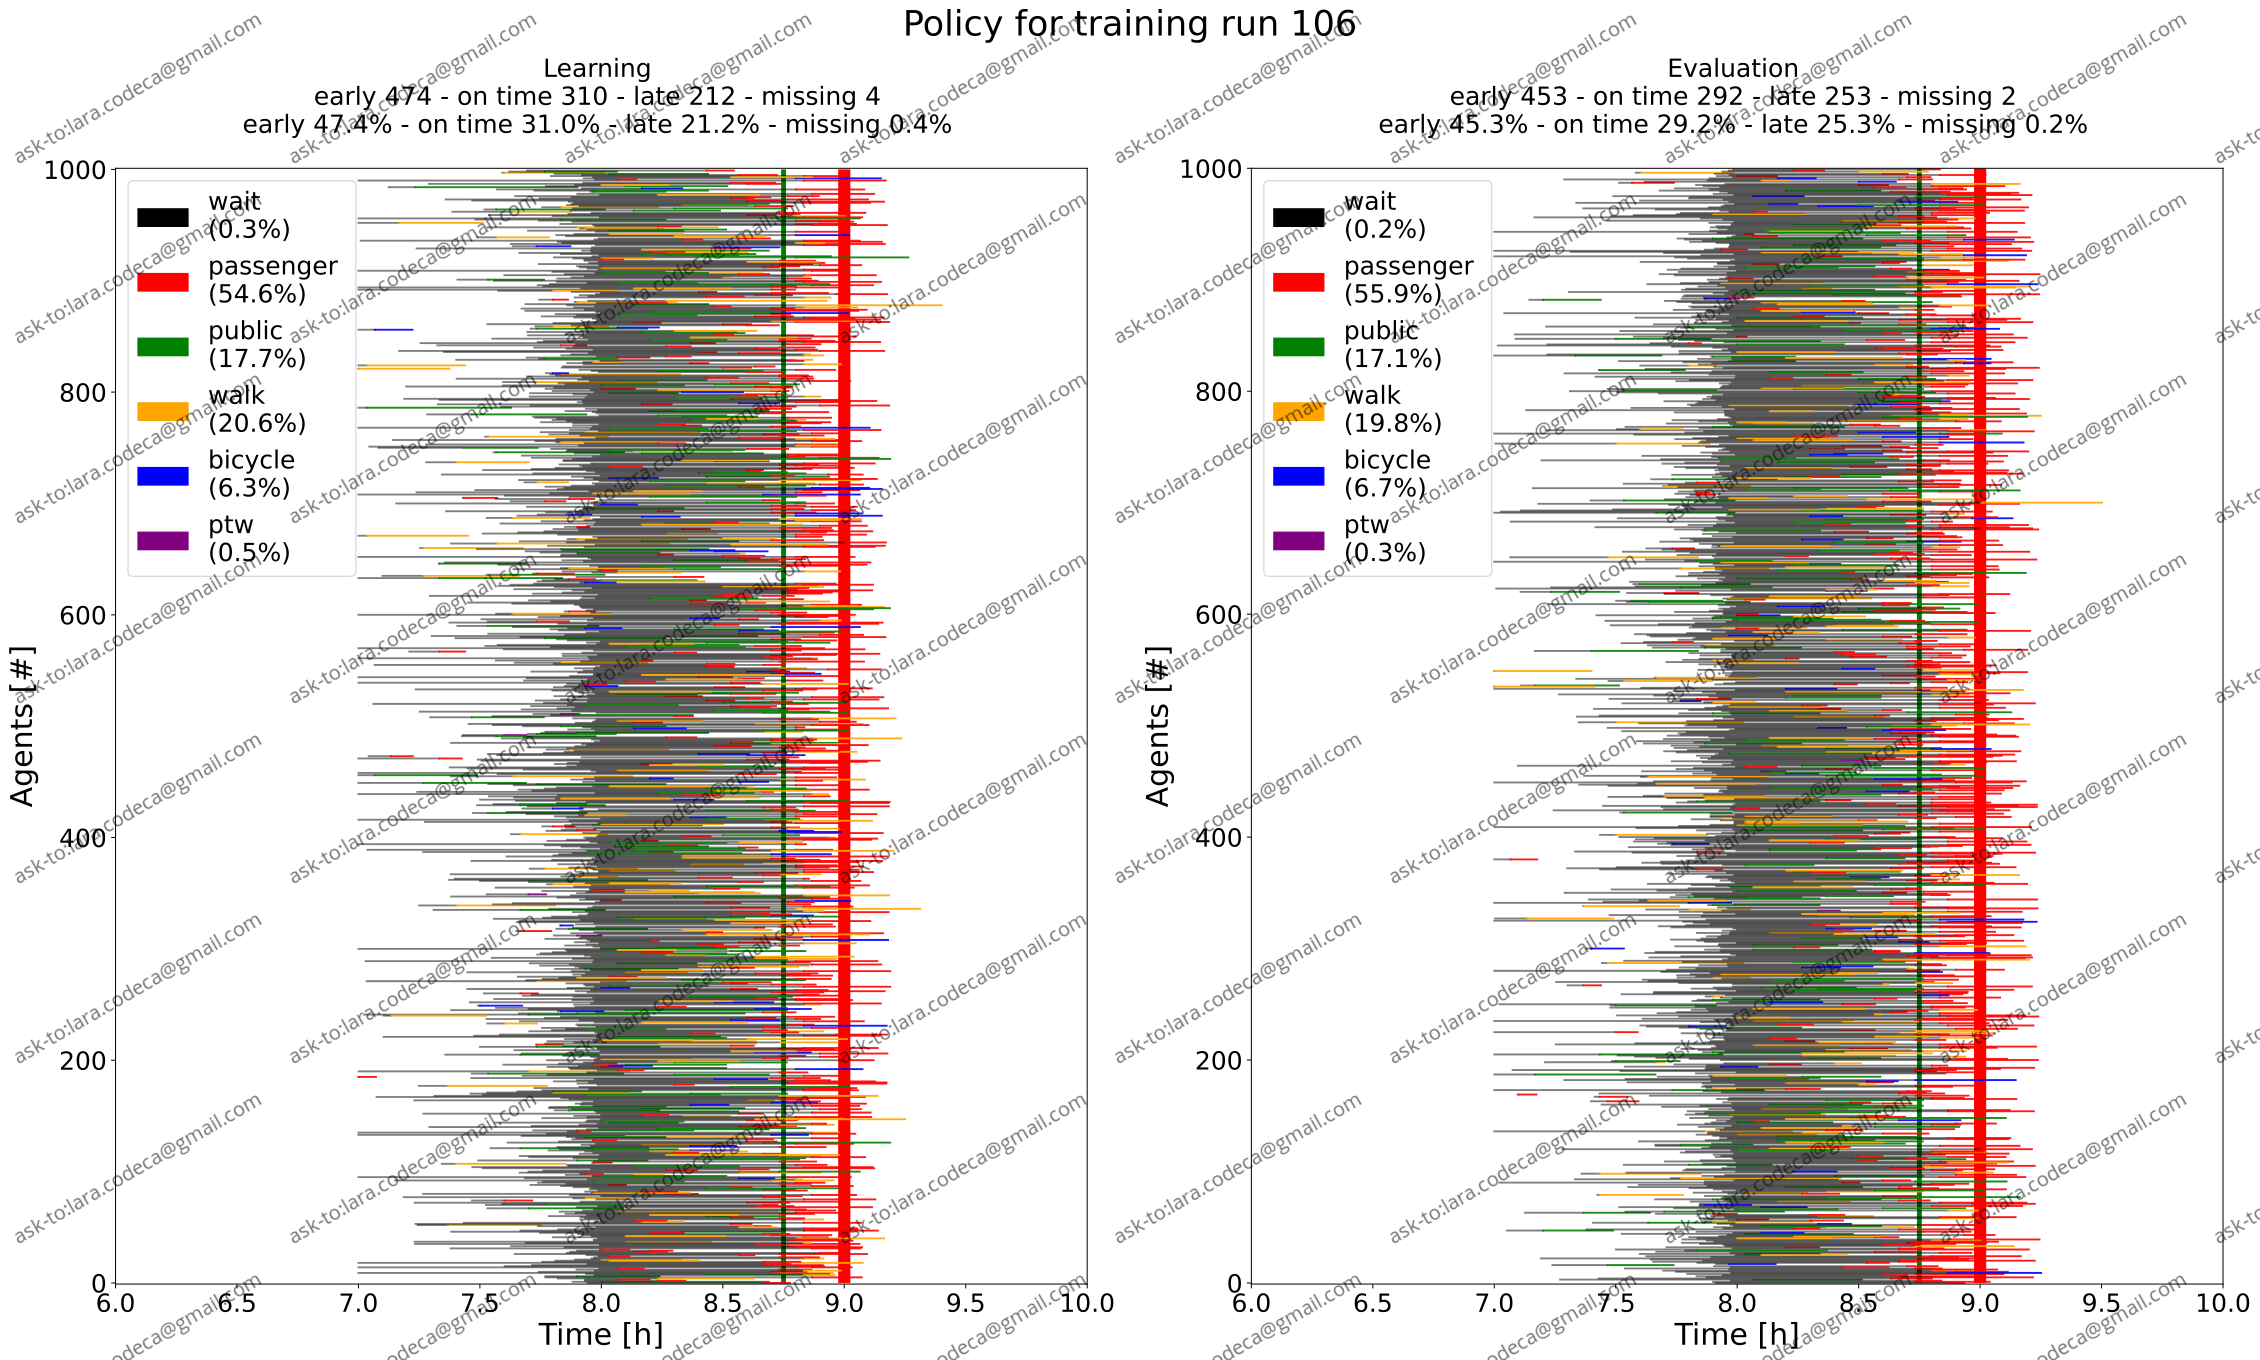 Policy for training run 106
Learning
early 474 - on time 310 - late 212 - missing 4
early 47.4% - on time 31.0% - late 21.2% - missing 0.4%
1000
800
600
400
200
0
Agents [#]
wait
(0.3%)
passenger
(54.6%)
public
(17.7%)
walk
(20.6%)
bicycle
(6.3%)
ptw
(0.5%)
6.0 6.5 7.0 7.5 8.0 8.5 9.0 9.5 10.0
Time [h]
Evaluation
early 453 - on time 292 - late 253 - missing 2
early 45.3% - on time 29.2% - late 25.3% - missing 0.2%
1000
800
600
400
200
0
Agents [#]
wait
(0.2%)
passenger
(55.9%)
public
(17.1%)
walk
(19.8%)
bicycle
(6.7%)
ptw
(0.3%)
6.0 6.5 7.0 7.5 8.0 8.5 9.0 9.5 10.0
Time [h]
ask-to:lara.codeca@gmail.com